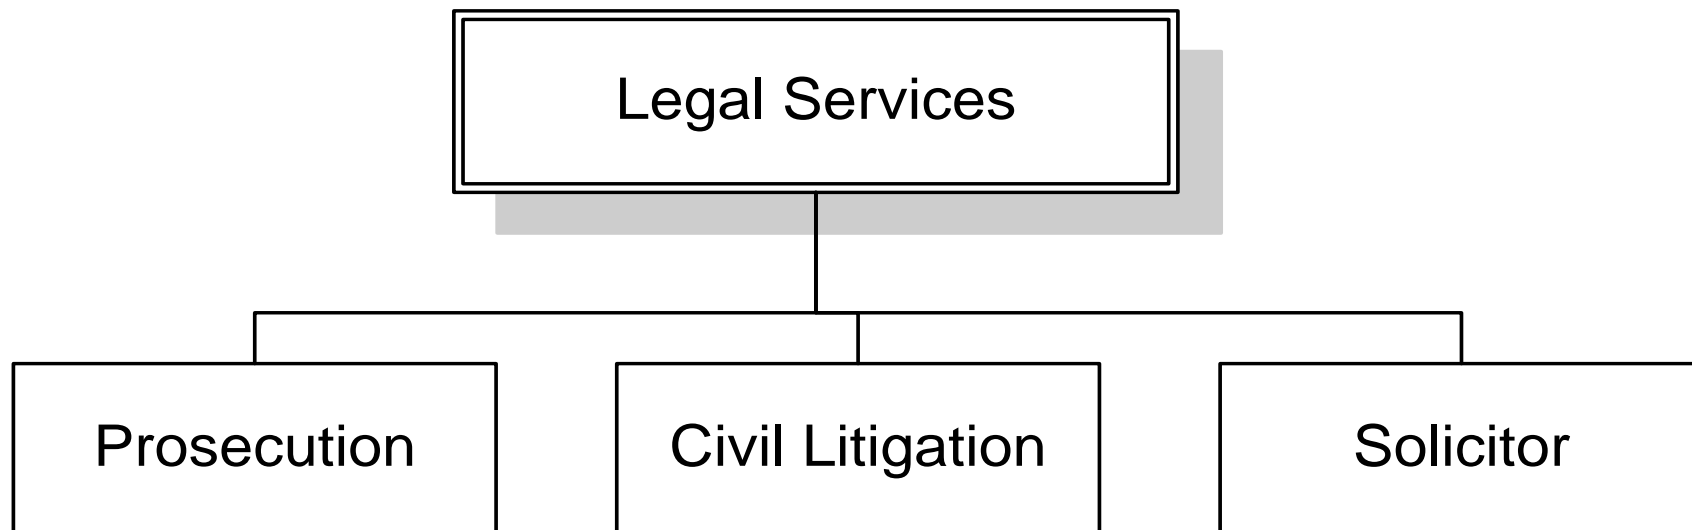 Legal Services
Prosecution
Civil Litigation
Solicitor